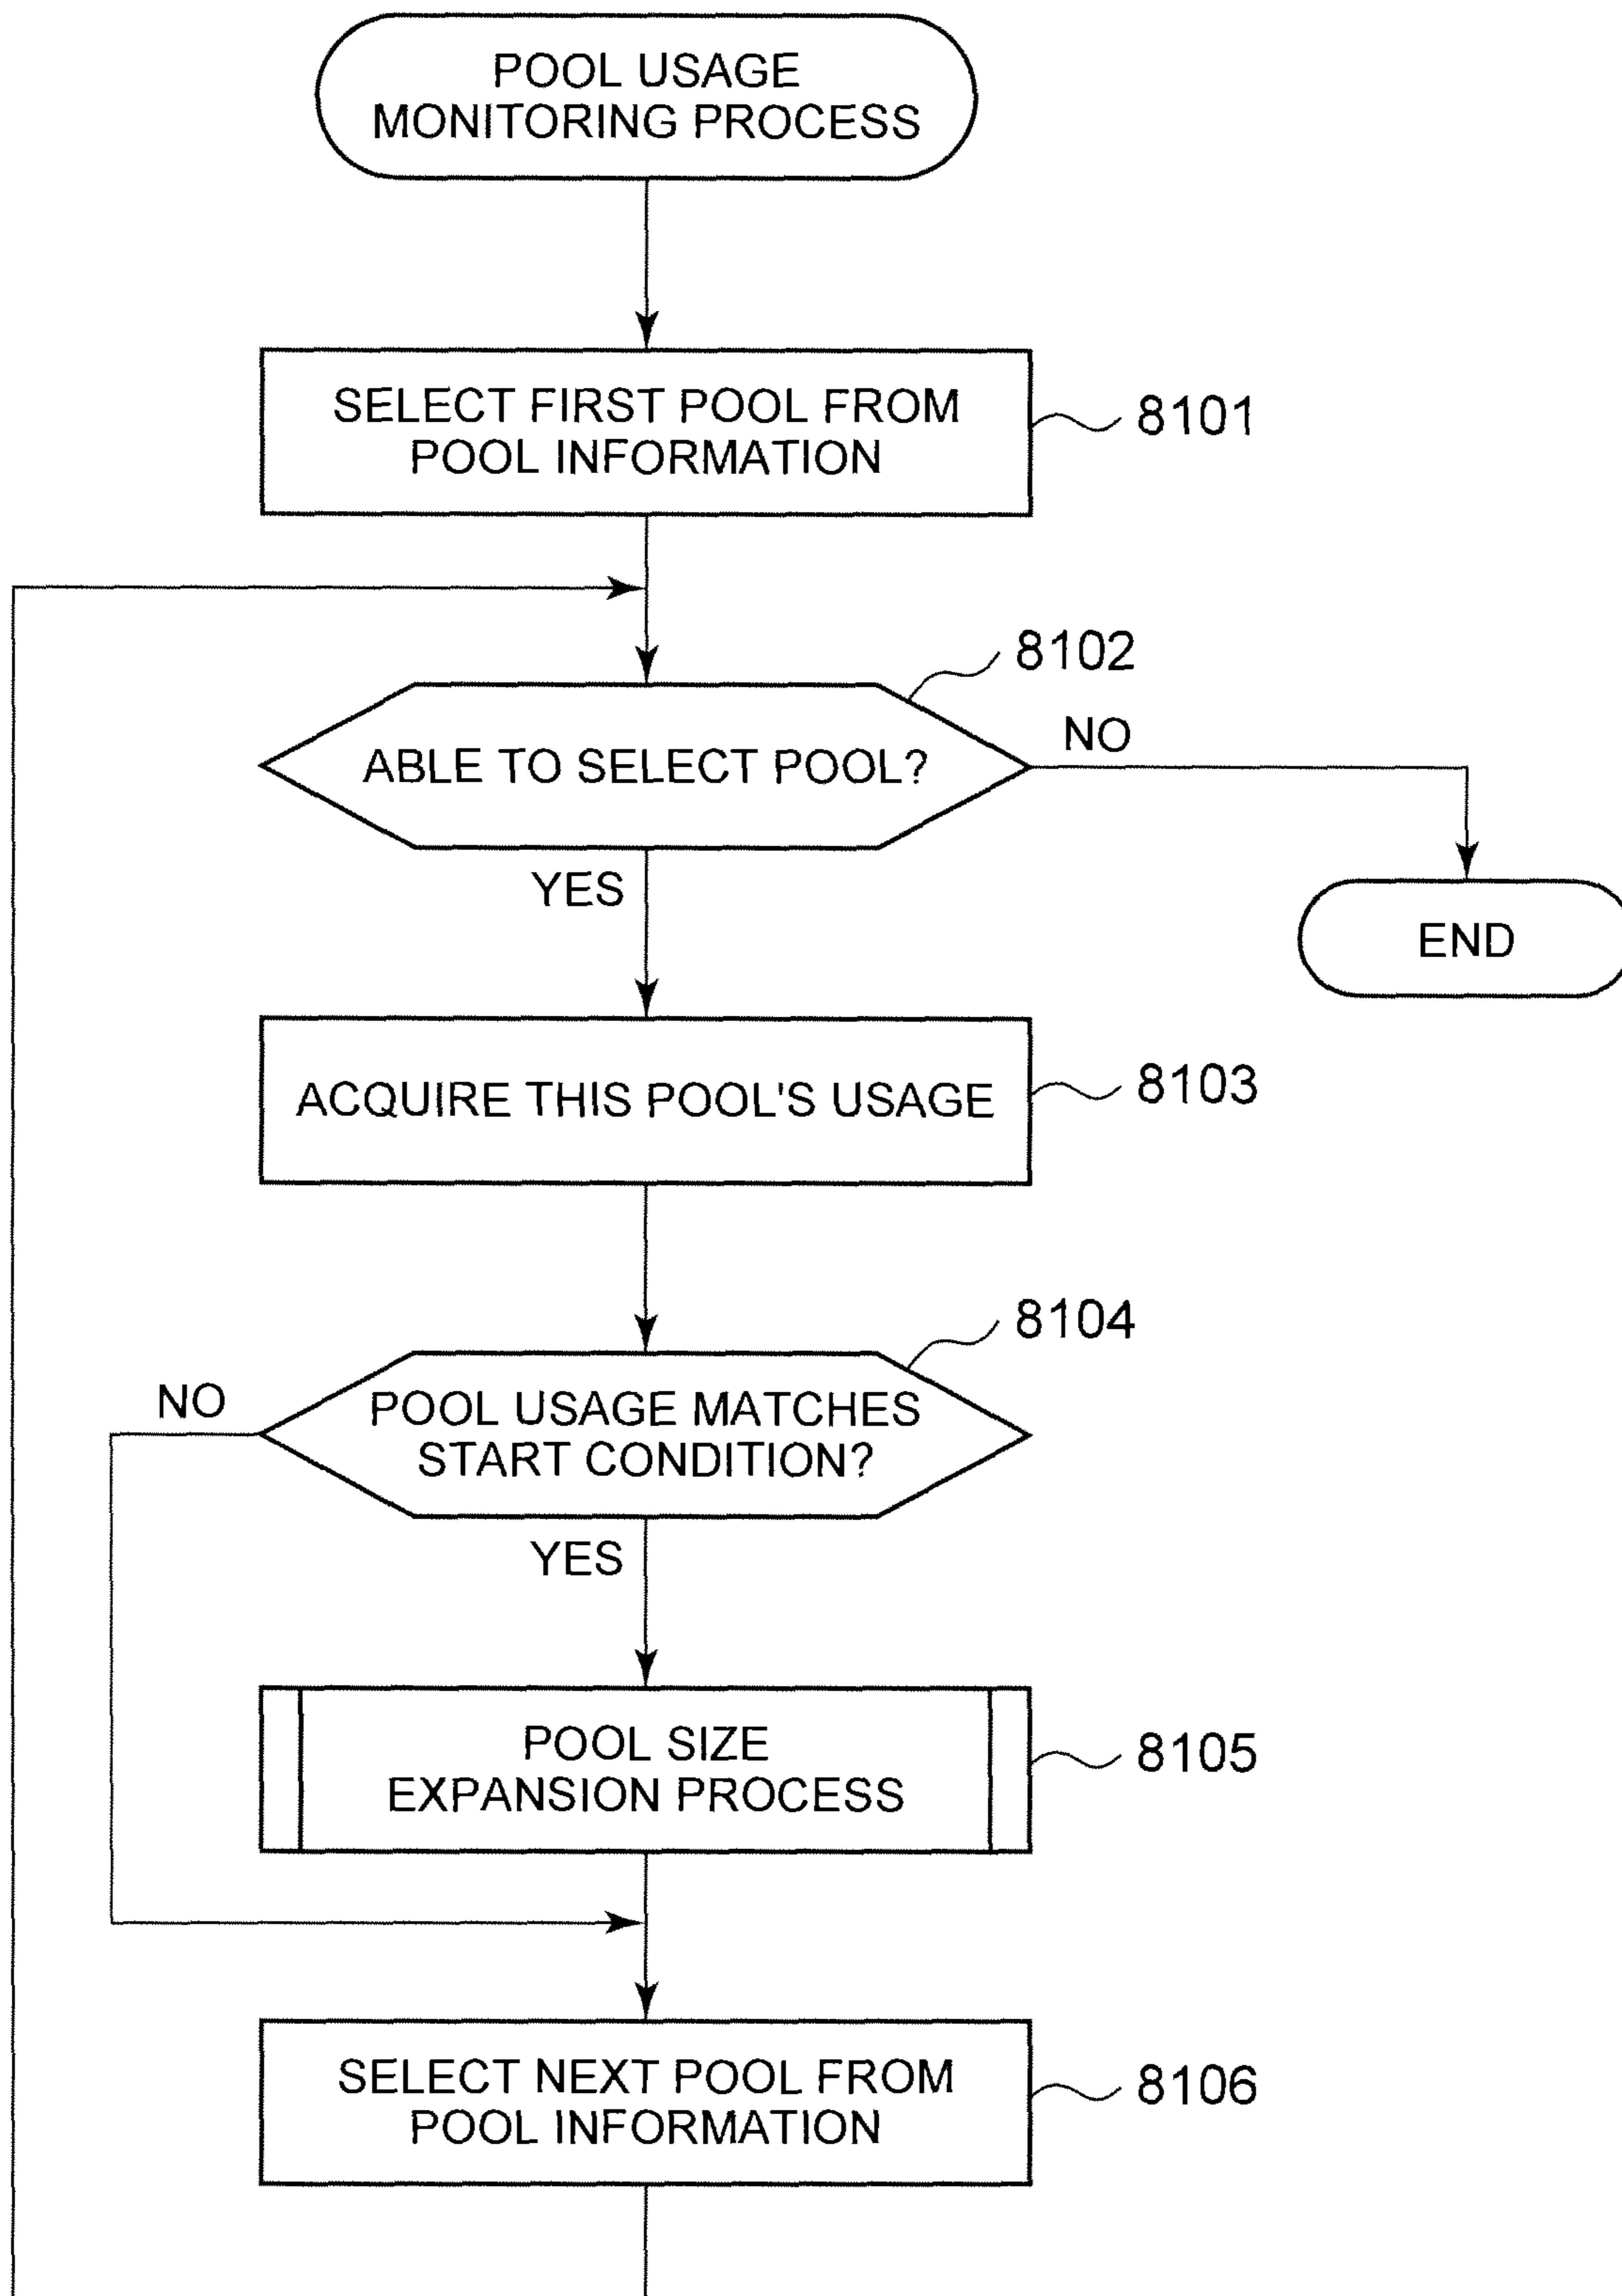 POOL USAGE
MONITORING PROCESS
SELECT FIRST POOL FROM
POOL INFORMATION
8101
8102
ABLE TO SELECT POOL?
NO
YES
END
ACQUIRE THIS POOL'S USAGE
8103
8104
NO
POOL USAGE MATCHES
START CONDITION?
YES
POOL SIZE
EXPANSION PROCESS
8105
SELECT NEXT POOL FROM
POOL INFORMATION
8106